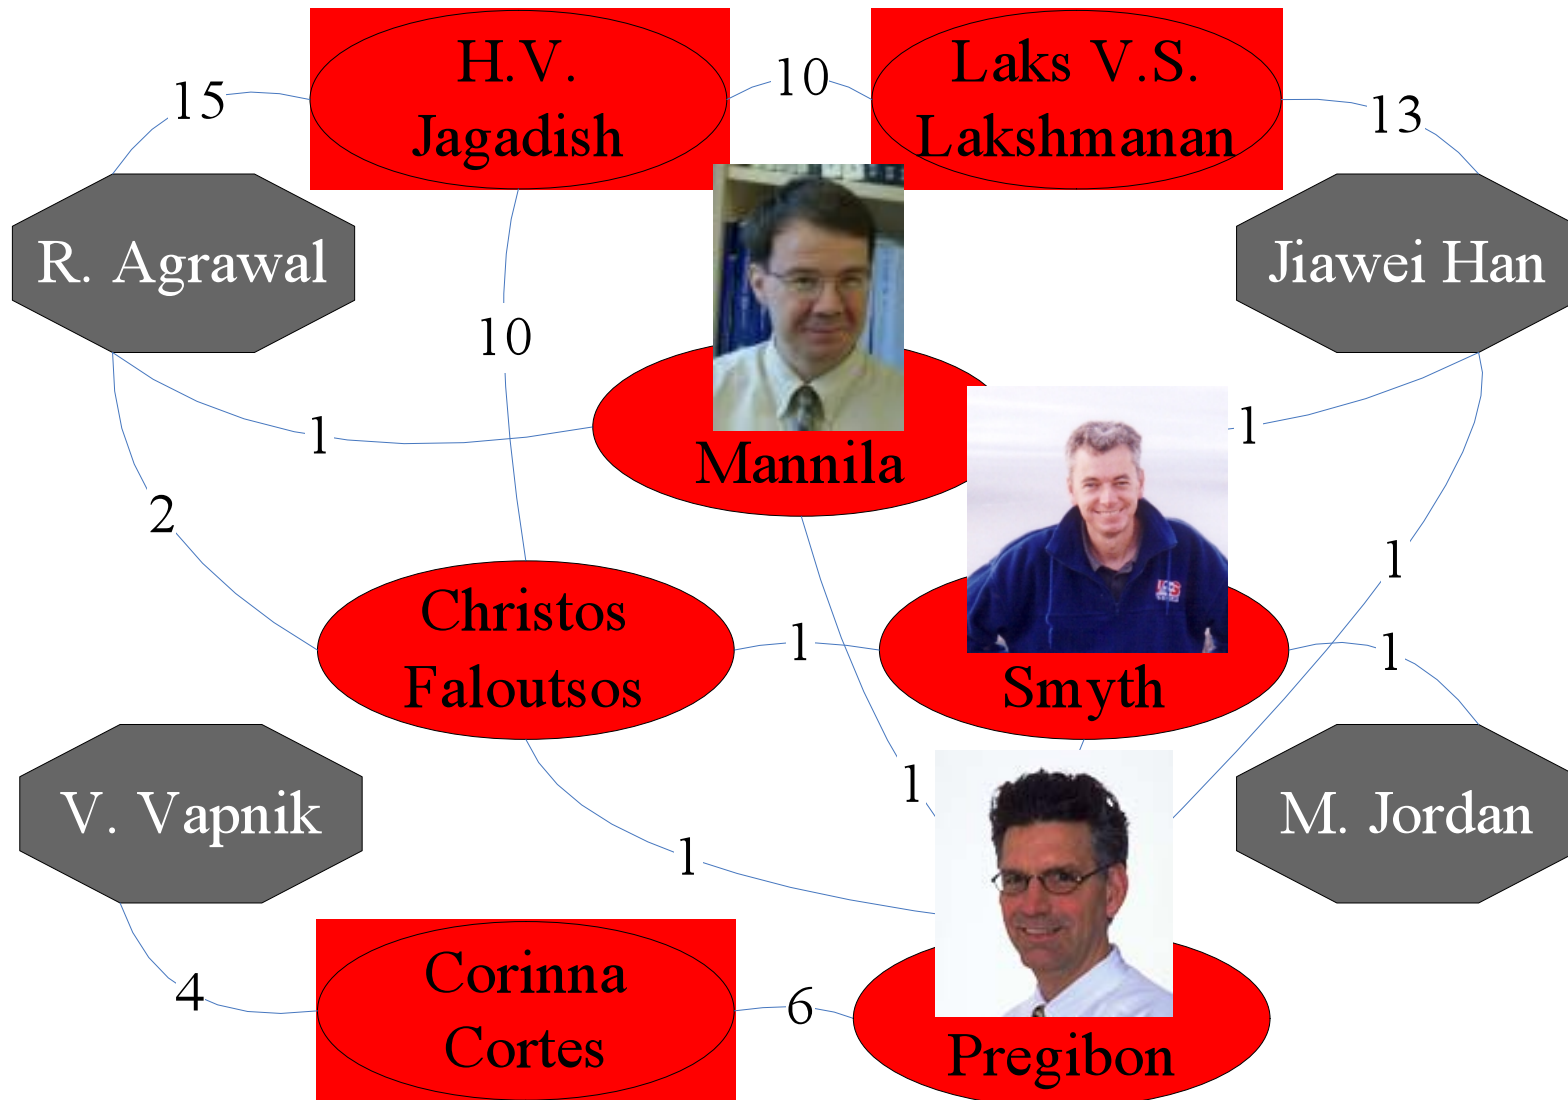 H.V.
Jagadish
Laks V.S.
Lakshmanan
10
15
13
R. Agrawal
Jiawei Han
10
1
1
Mannila
2
1
Christos
Faloutsos
1
1
Smyth
1
V. Vapnik
M. Jordan
1
4
Corinna
Cortes
6
Pregibon